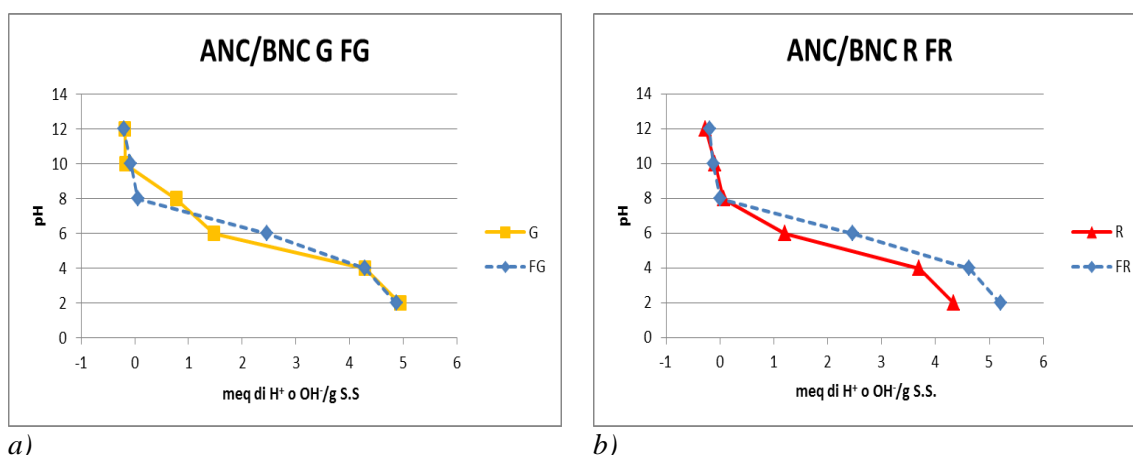 ANC/BNC G FG
14
12
10
8
6
4
2
0
pH
-1 0 1 2 3 4 5 6
meq di H⁺ o OH⁻/g S.S
G
FG
a)
ANC/BNC R FR
14
12
10
8
6
4
2
0
pH
-1 0 1 2 3 4 5 6
meq di H⁺ o OH⁻/g S.S.
R
FR
b)